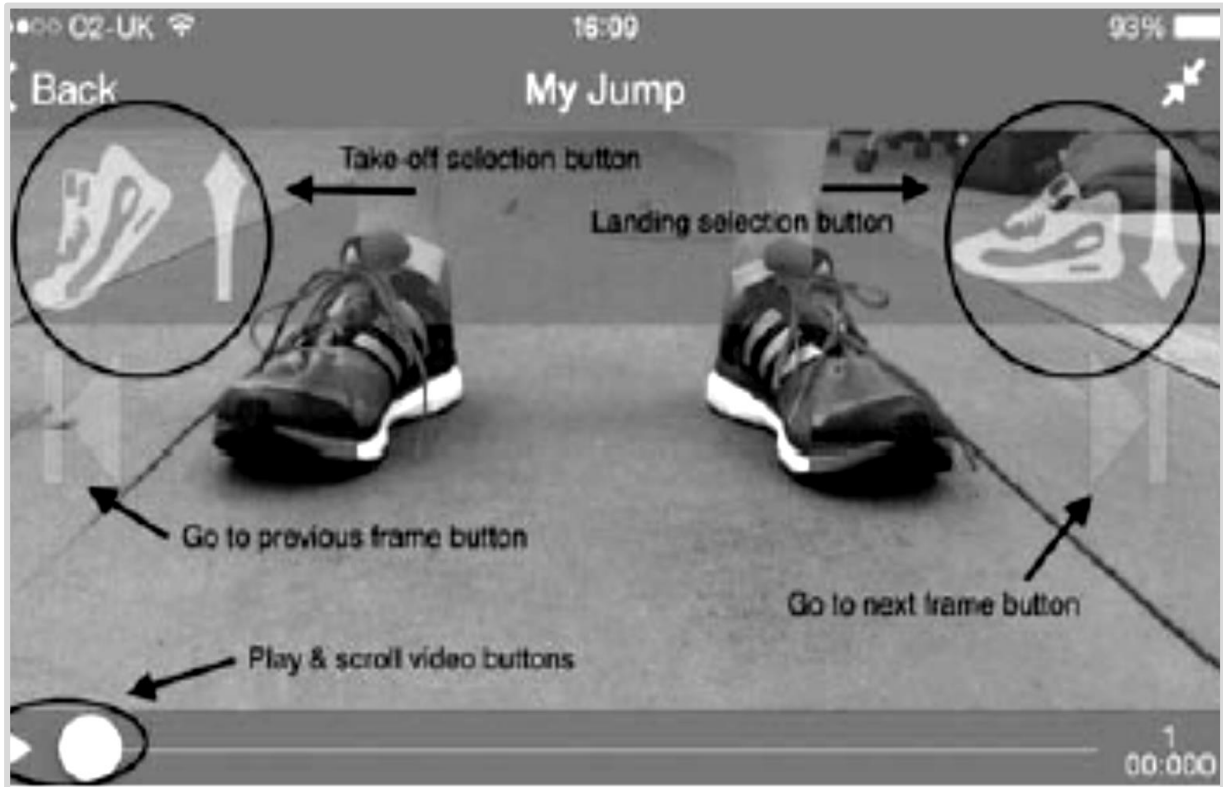 O2-UK
16:09
93%
Back
My Jump
Take-off selection button
Landing selection button
Go to previous frame button
Go to next frame button
Play & scroll video buttons
1
00:000